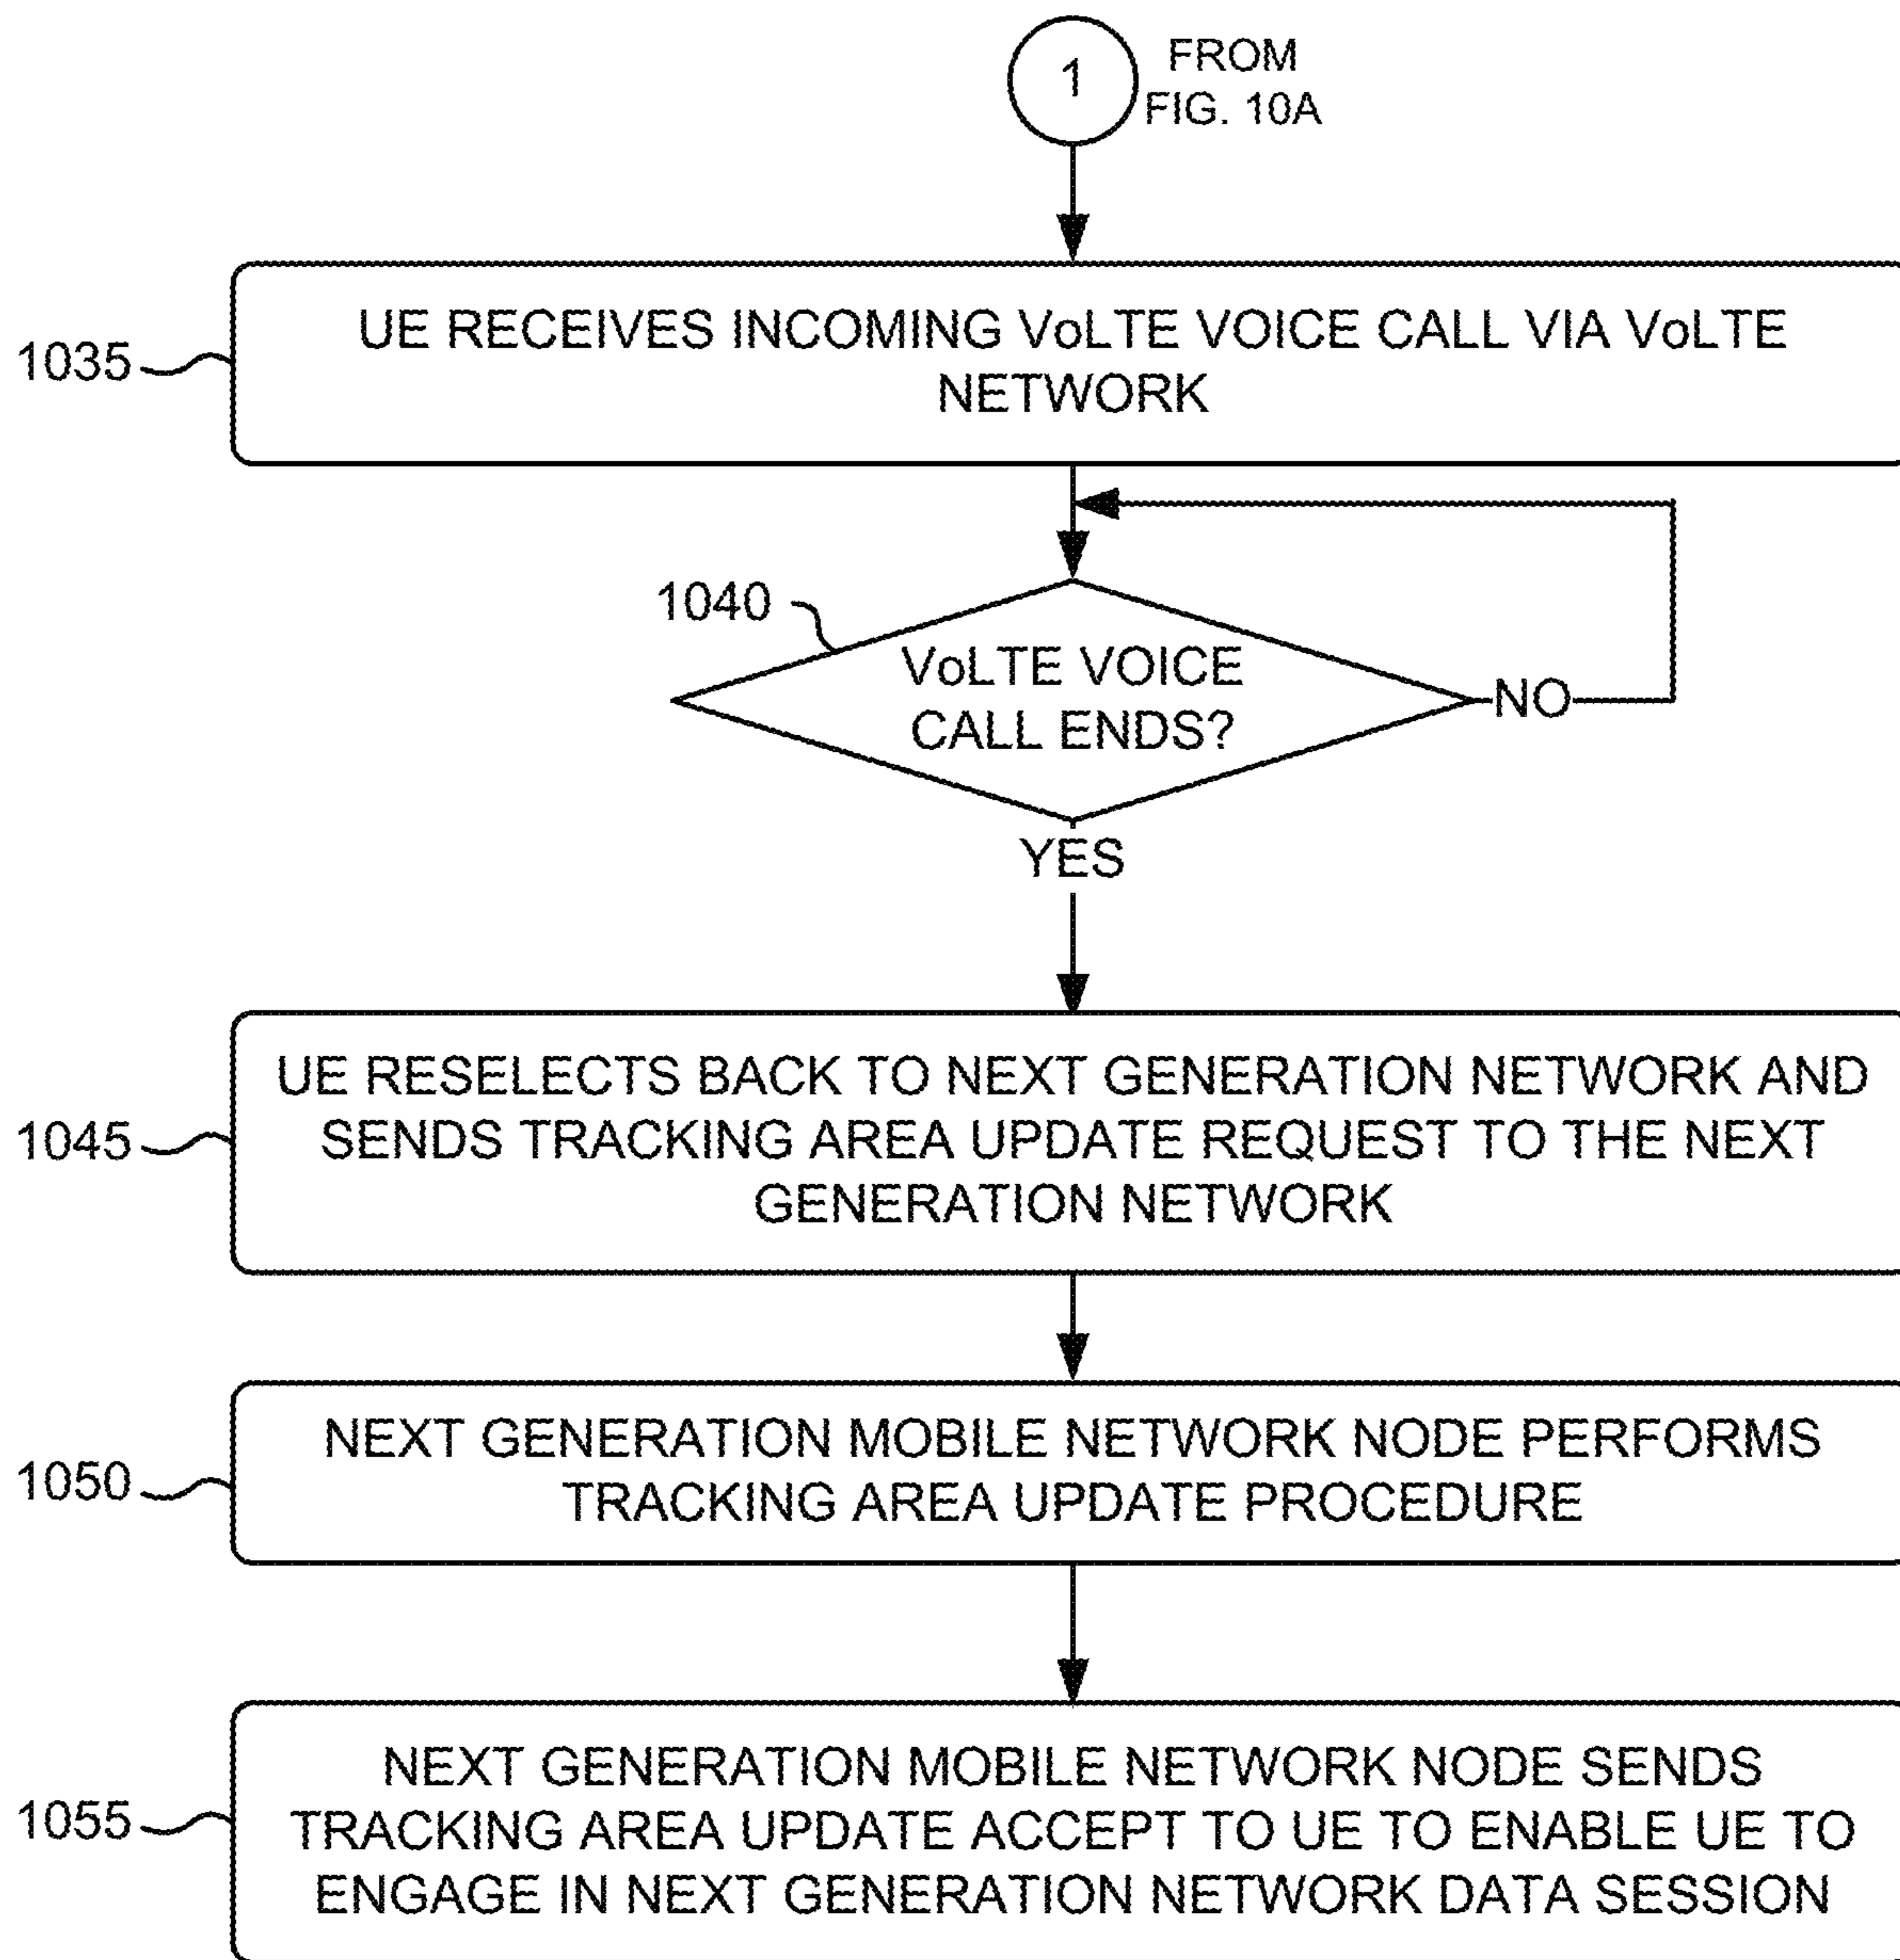 1
FROM
FIG. 10A
1035
UE RECEIVES INCOMING VoLTE VOICE CALL VIA VoLTE
NETWORK
1040
VoLTE VOICE
CALL ENDS?
NO
YES
1045
UE RESELECTS BACK TO NEXT GENERATION NETWORK AND
SENDS TRACKING AREA UPDATE REQUEST TO THE NEXT
GENERATION NETWORK
1050
NEXT GENERATION MOBILE NETWORK NODE PERFORMS
TRACKING AREA UPDATE PROCEDURE
1055
NEXT GENERATION MOBILE NETWORK NODE SENDS
TRACKING AREA UPDATE ACCEPT TO UE TO ENABLE UE TO
ENGAGE IN NEXT GENERATION NETWORK DATA SESSION